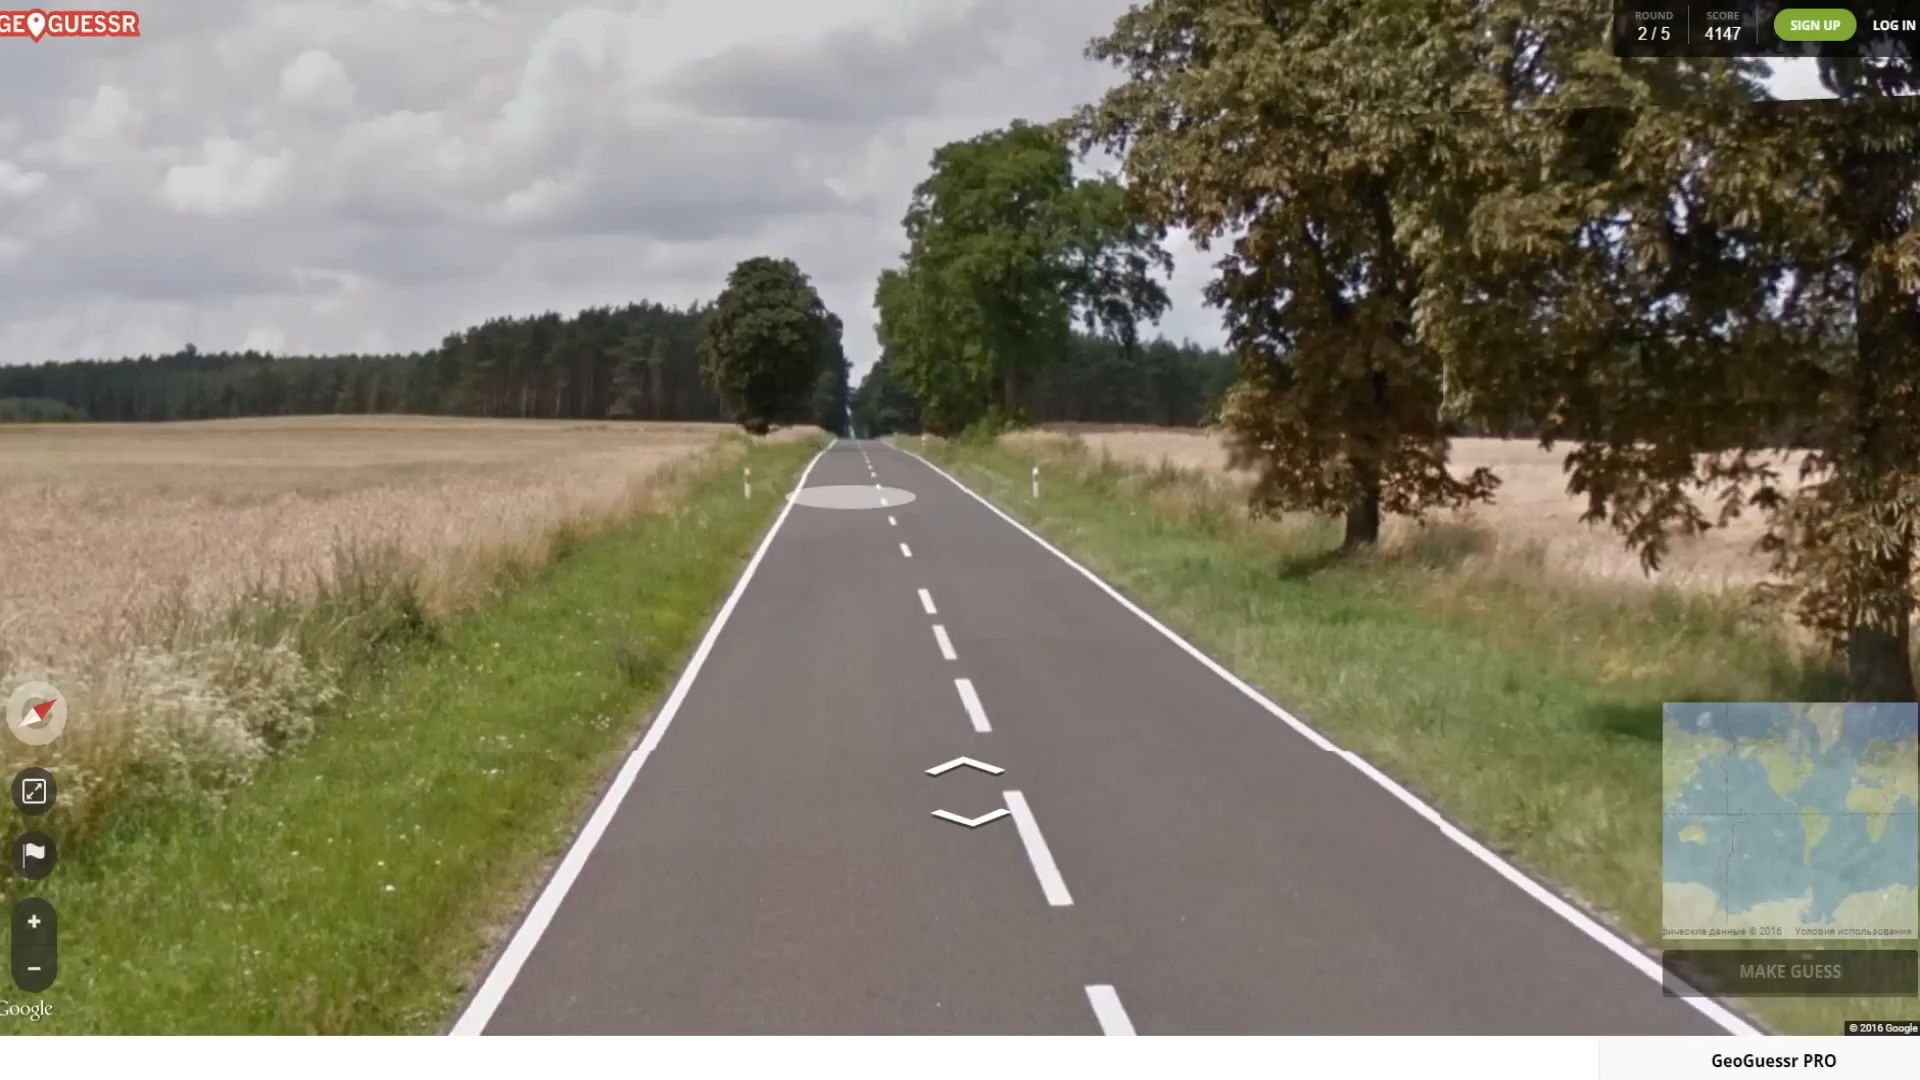 GEOGUESSR
ROUND
2 / 5
SCORE
4147
SIGN UP
LOG IN
фические данные © 2016
Условия использования
MAKE GUESS
Google
© 2016 Google
GeoGuessr PRO